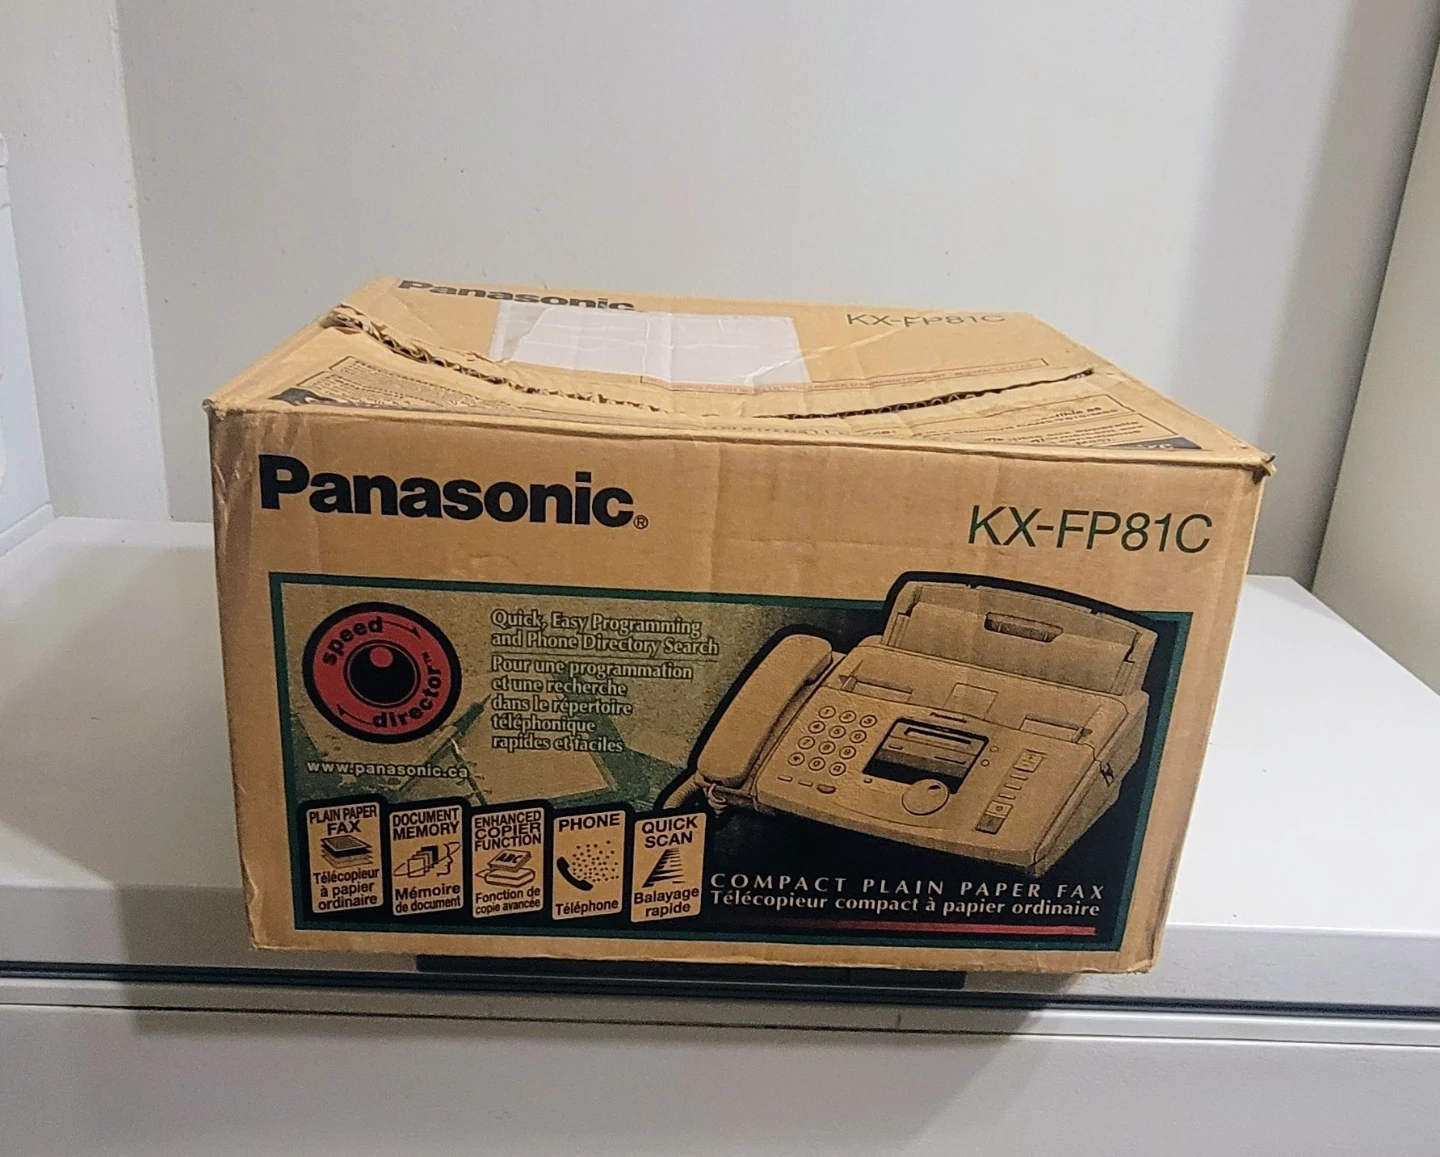 Panasonic
KX-FP81C
Panasonic®
KX-FP81C
speed
director™
Quick, Easy Programming
and Phone Directory Search
Pour une programmation
et une recherche
dans le répertoire
téléphonique
rapides et faciles
www.panasonic.ca
PLAIN PAPER
FAX
Télécopieur
à papier
ordinaire
DOCUMENT
MEMORY
Mémoire
de document
ENHANCED
COPIER
FUNCTION
ABC
Fonction de
copie avancée
PHONE
Téléphone
QUICK
SCAN
Balayage
rapide
COMPACT PLAIN PAPER FAX
Télécopieur compact à papier ordinaire